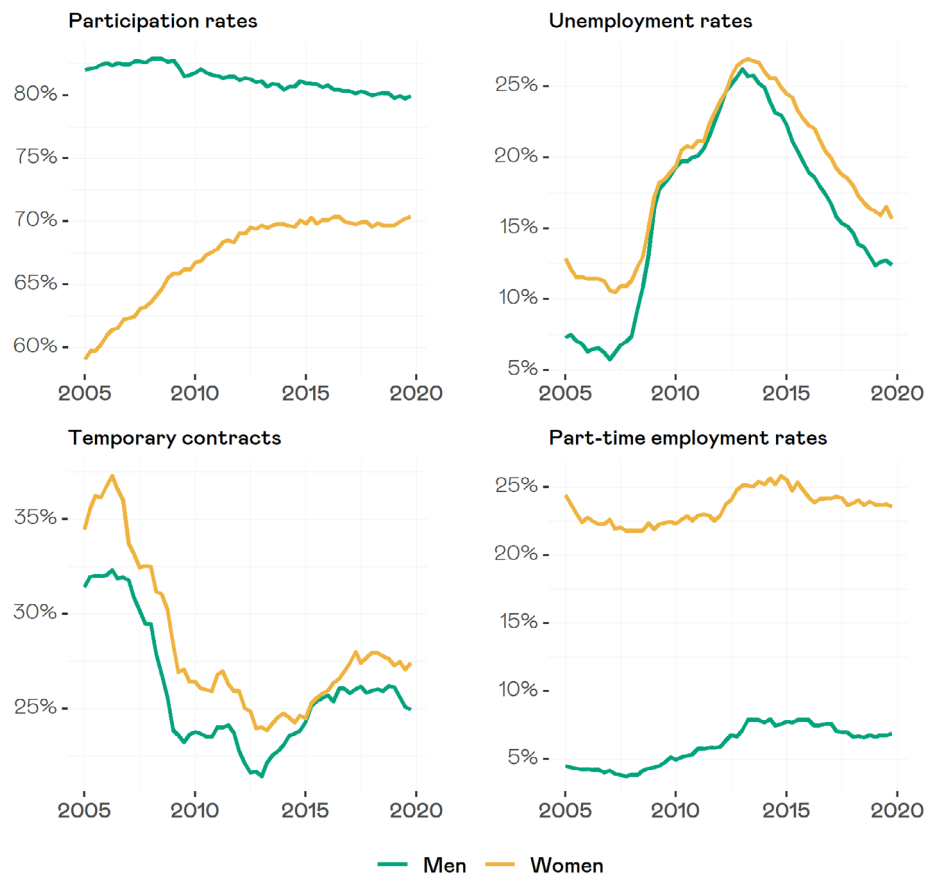 Participation rates
80%
75%
70%
65%
60%
2005 2010 2015 2020
Unemployment rates
25%
20%
15%
10%
5%
2005 2010 2015 2020
Temporary contracts
35%
30%
25%
2005 2010 2015 2020
Part-time employment rates
25%
20%
15%
10%
5%
2005 2010 2015 2020
Men Women